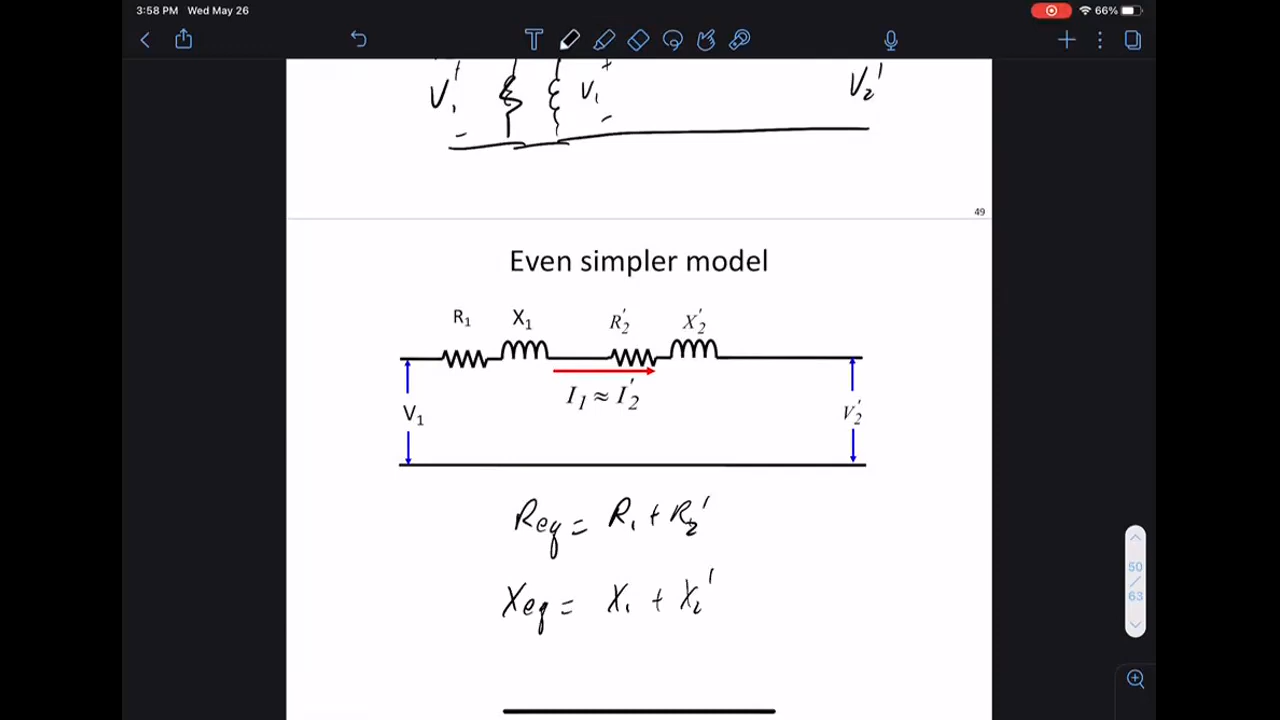 3:58 PM Wed May 26
66%
T
V₁ + − V₁ + − V₂'
49
Even simpler model
R₁ X₁ R₂' X₂'
I₁ ≈ I₂'
V₁ V₂'
Req = R₁ + R₂'
Xeq = X₁ + X₂'
50
/
63